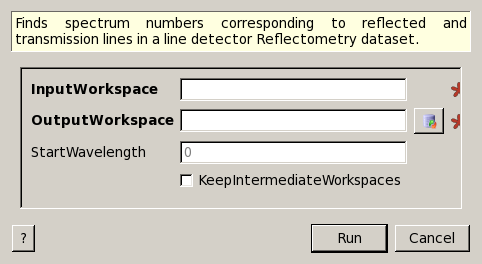 Finds spectrum numbers corresponding to reflected and
transmission lines in a line detector Reflectometry dataset.
InputWorkspace
OutputWorkspace
StartWavelength 0
KeepIntermediateWorkspaces
? Run Cancel